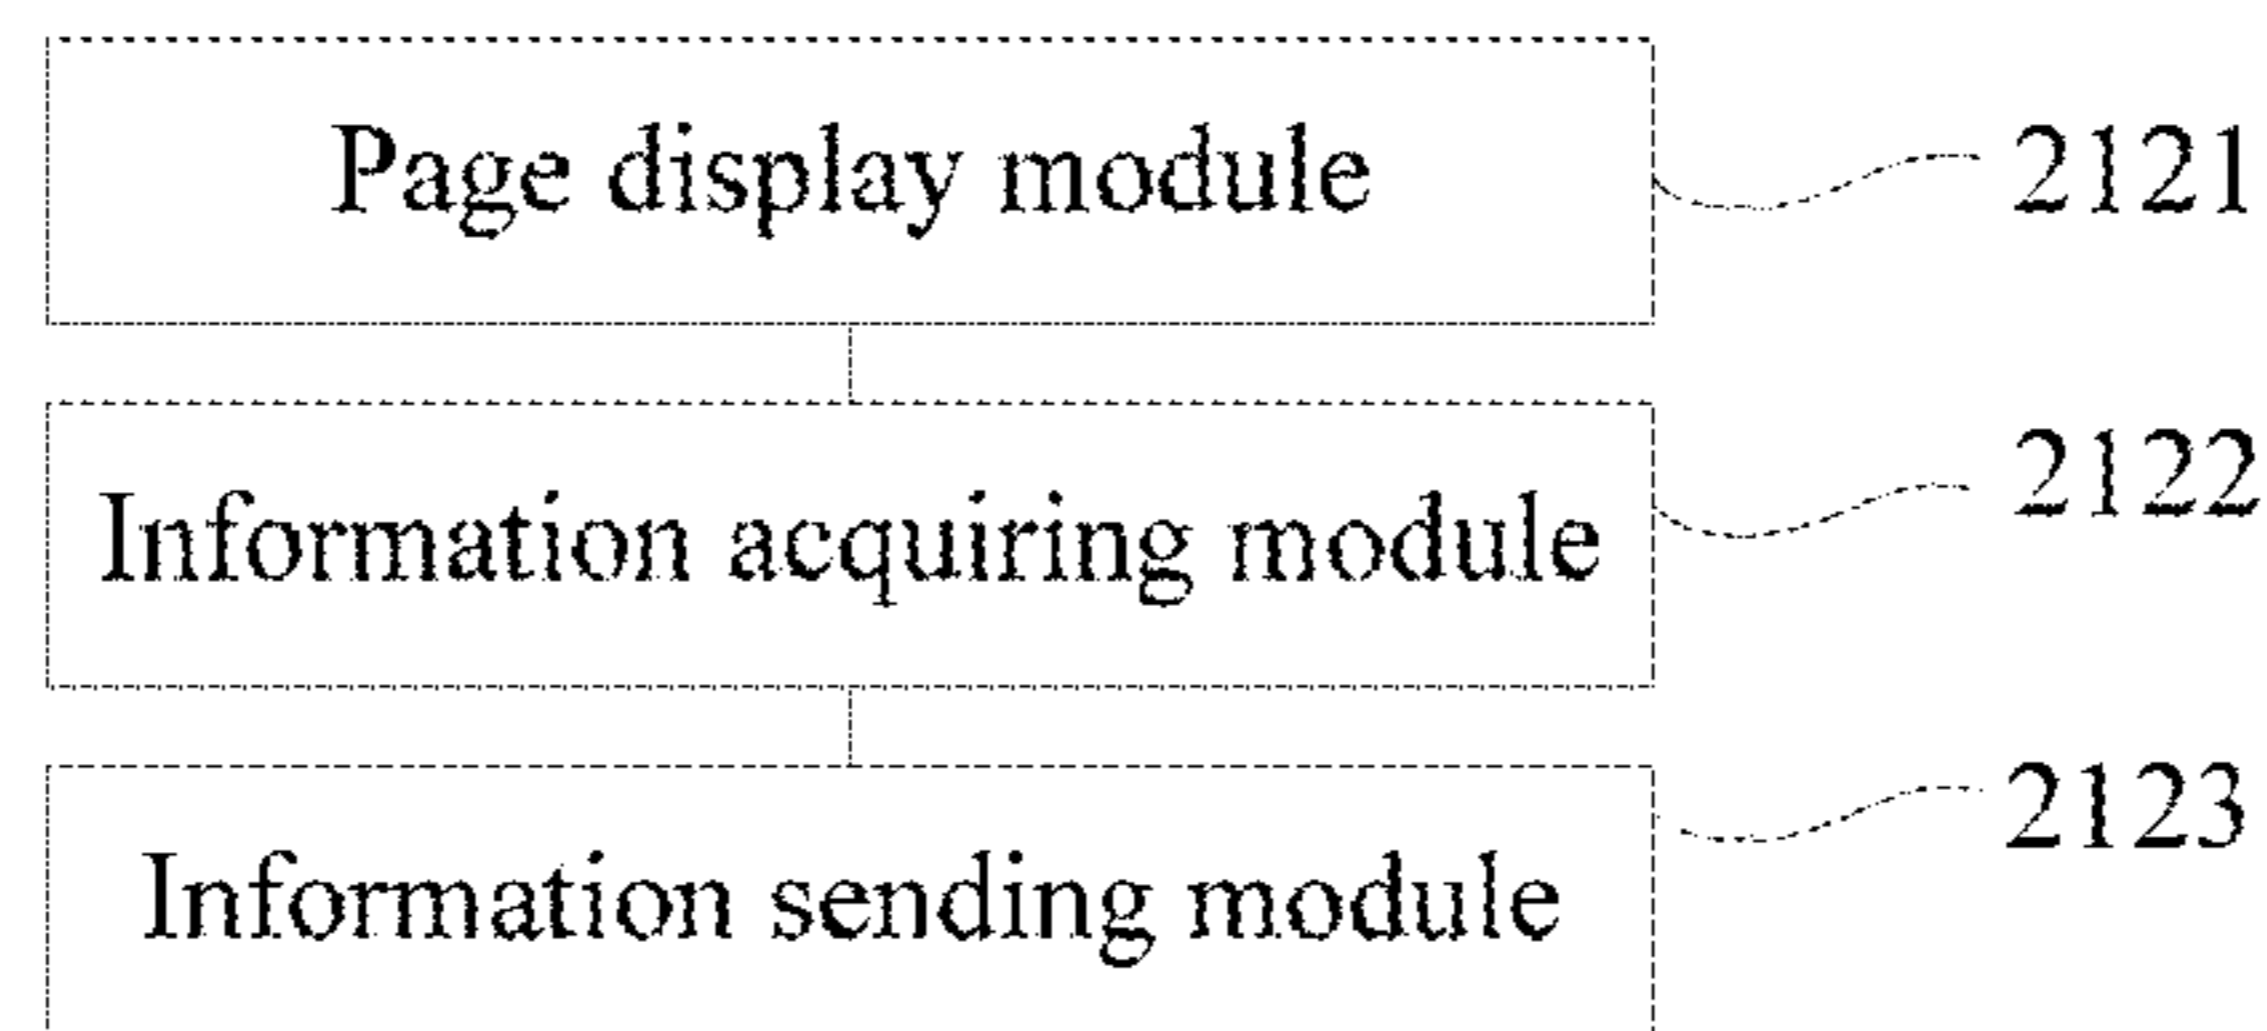 Page display module 2121
Information acquiring module 2122
Information sending module 2123